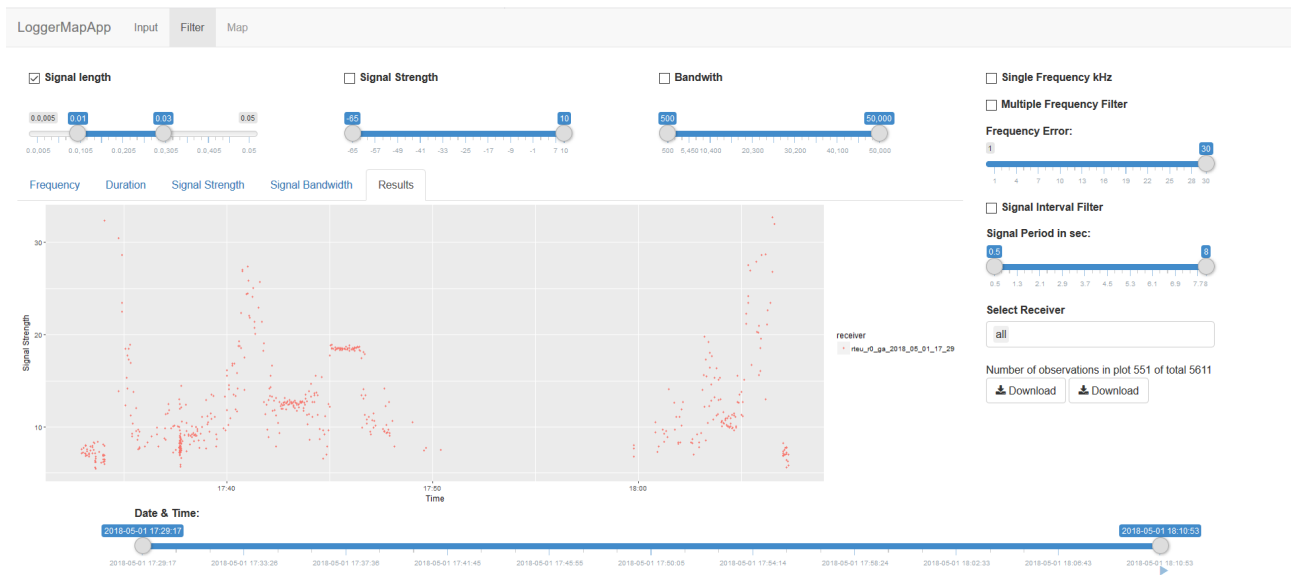 LoggerMapApp Input Filter Map
Signal length
Signal Strength
Bandwith
Single Frequency kHz
0.0,005 0.01 0.03 0.05
0.0,005 0.0,105 0.0,205 0.0,305 0.0,405 0.05
-65 10
-65 -57 -49 -41 -33 -25 -17 -9 -1 7 10
500 50,000
500 5,450 10,400 20,300 30,200 40,100 50,000
Multiple Frequency Filter
Frequency Error:
1 30
1 4 7 10 13 16 19 22 25 28 30
Frequency Duration Signal Strength Signal Bandwidth Results
Signal Interval Filter
Signal Period in sec:
0.5 8
0.5 1.3 2.1 2.9 3.7 4.5 5.3 6.1 6.9 7.78
Select Receiver
all
Number of observations in plot 551 of total 5611
Download Download
Signal Strength
30
20
10
17:40 17:50 18:00
Time
receiver
rteu_r0_ga_2018_05_01_17_29
Date & Time:
2018-05-01 17:29:17 2018-05-01 18:10:53
2018-05-01 17:29:17 2018-05-01 17:33:26 2018-05-01 17:37:36 2018-05-01 17:41:45 2018-05-01 17:45:55 2018-05-01 17:50:05 2018-05-01 17:54:14 2018-05-01 17:58:24 2018-05-01 18:02:33 2018-05-01 18:06:43 2018-05-01 18:10:53